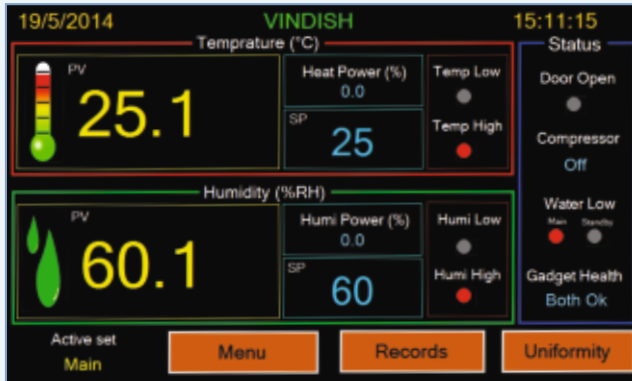 19/5/2014 VINDISH 15:11:15
Temprature (°C)
Status
PV
25.1
Heat Power (%)
0.0
SP
25
Temp Low
Temp High
Door Open
Compressor
Off
Humidity (%RH)
PV
60.1
Humi Power (%)
0.0
SP
60
Humi Low
Humi High
Water Low
Main Standby
Gadget Health
Both Ok
Active set
Main
Menu
Records
Uniformity